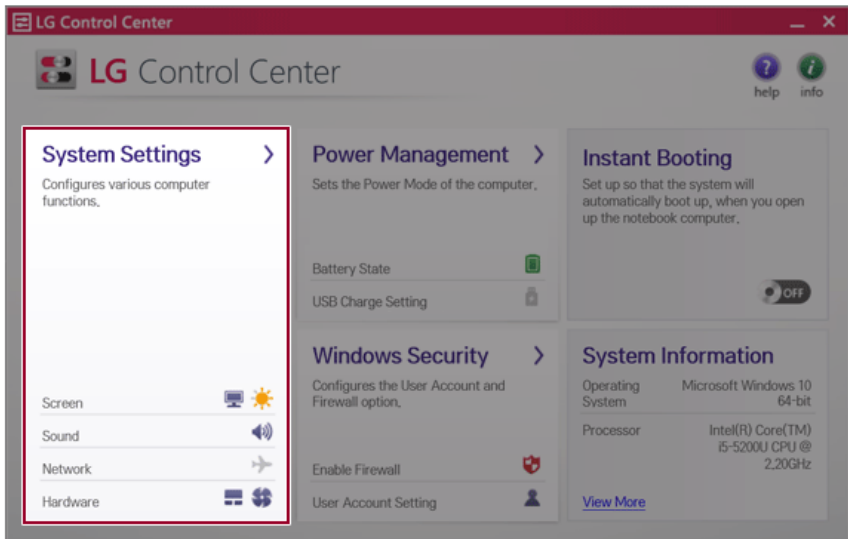 LG Control Center
LG Control Center
help
info
System Settings
Configures various computer
functions.
Screen
Sound
Network
Hardware
Power Management
Sets the Power Mode of the computer.
Battery State
USB Charge Setting
Instant Booting
Set up so that the system will
automatically boot up, when you open
up the notebook computer.
OFF
Windows Security
Configures the User Account and
Firewall option.
Enable Firewall
User Account Setting
System Information
Operating System
Microsoft Windows 10
64-bit
Processor
Intel(R) Core(TM)
i5-5200U CPU @
2.20GHz
View More